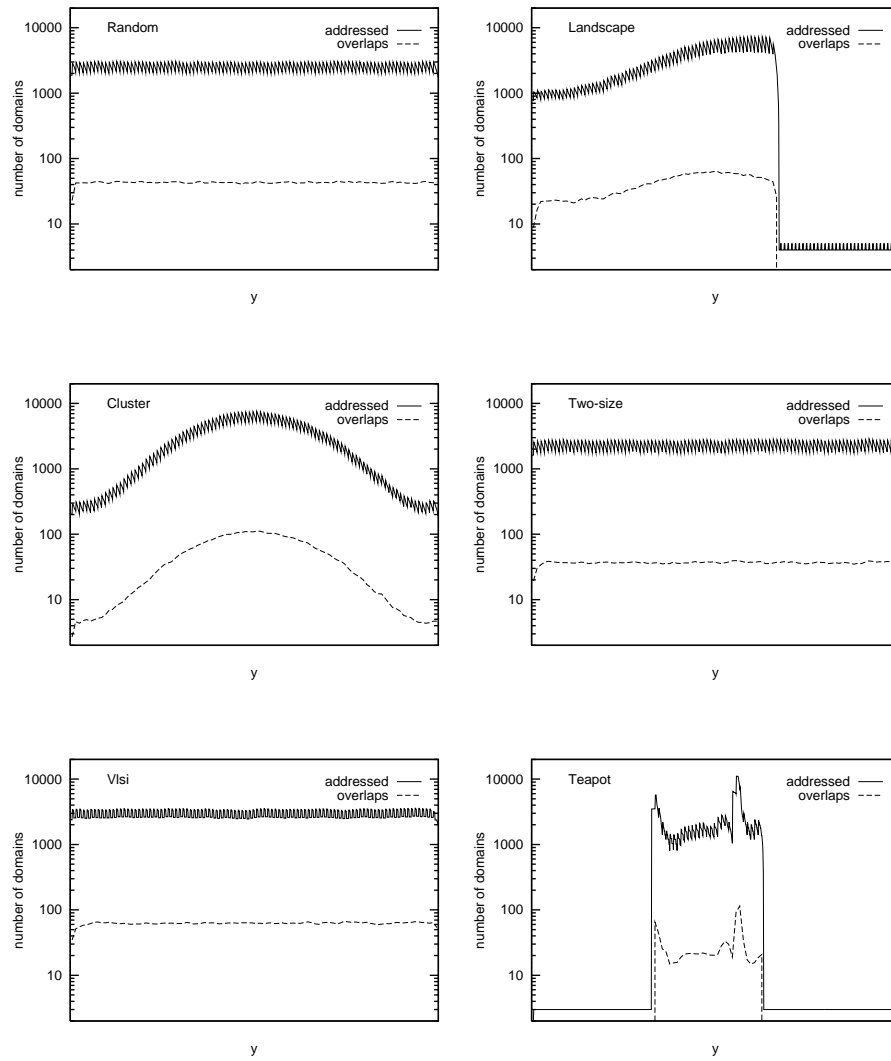 Random
addressed
overlaps
10000
1000
100
10
number of domains
y
Landscape
addressed
overlaps
10000
1000
100
10
number of domains
y
Cluster
addressed
overlaps
10000
1000
100
10
number of domains
y
Two-size
addressed
overlaps
10000
1000
100
10
number of domains
y
Vlsi
addressed
overlaps
10000
1000
100
10
number of domains
y
Teapot
addressed
overlaps
10000
1000
100
10
number of domains
y